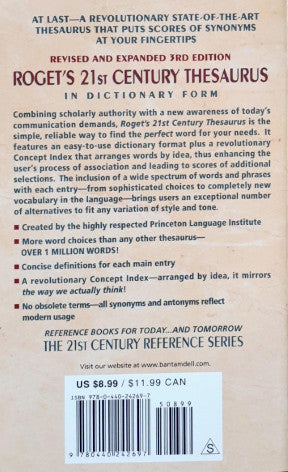 AT LAST—A REVOLUTIONARY STATE-OF-THE-ART
THESAURUS THAT PUTS SCORES OF SYNONYMS
AT YOUR FINGERTIPS
REVISED AND EXPANDED 3RD EDITION
ROGET'S 21ST CENTURY THESAURUS
IN DICTIONARY FORM
Combining scholarly authority with a new awareness of today's
communication demands, Roget's 21st Century Thesaurus is the
simple, reliable way to find the perfect word for your needs. It
features an easy-to-use dictionary format plus a revolutionary
Concept Index that arranges words by idea, thus enhancing the
user's process of association and leading to scores of additional
selections. The inclusion of a wide spectrum of words and phrases
with each entry—from sophisticated choices to completely new
vocabulary in the language—brings users an exceptional number
of alternatives to fit any variation of style and tone.
■ Created by the highly respected Princeton Language Institute
■ More word choices than any other thesaurus—
OVER 1 MILLION WORDS!
■ Concise definitions for each main entry
■ A revolutionary Concept Index—arranged by idea, it mirrors
the way we actually think!
■ No obsolete terms—all synonyms and antonyms reflect
modern usage
REFERENCE BOOKS FOR TODAY...AND TOMORROW
THE 21ST CENTURY REFERENCE SERIES
Visit our website at www.bantamdell.com
US $8.99 / $11.99 CAN
ISBN 978-0-440-24269-7
50899
9 780440 242697
S